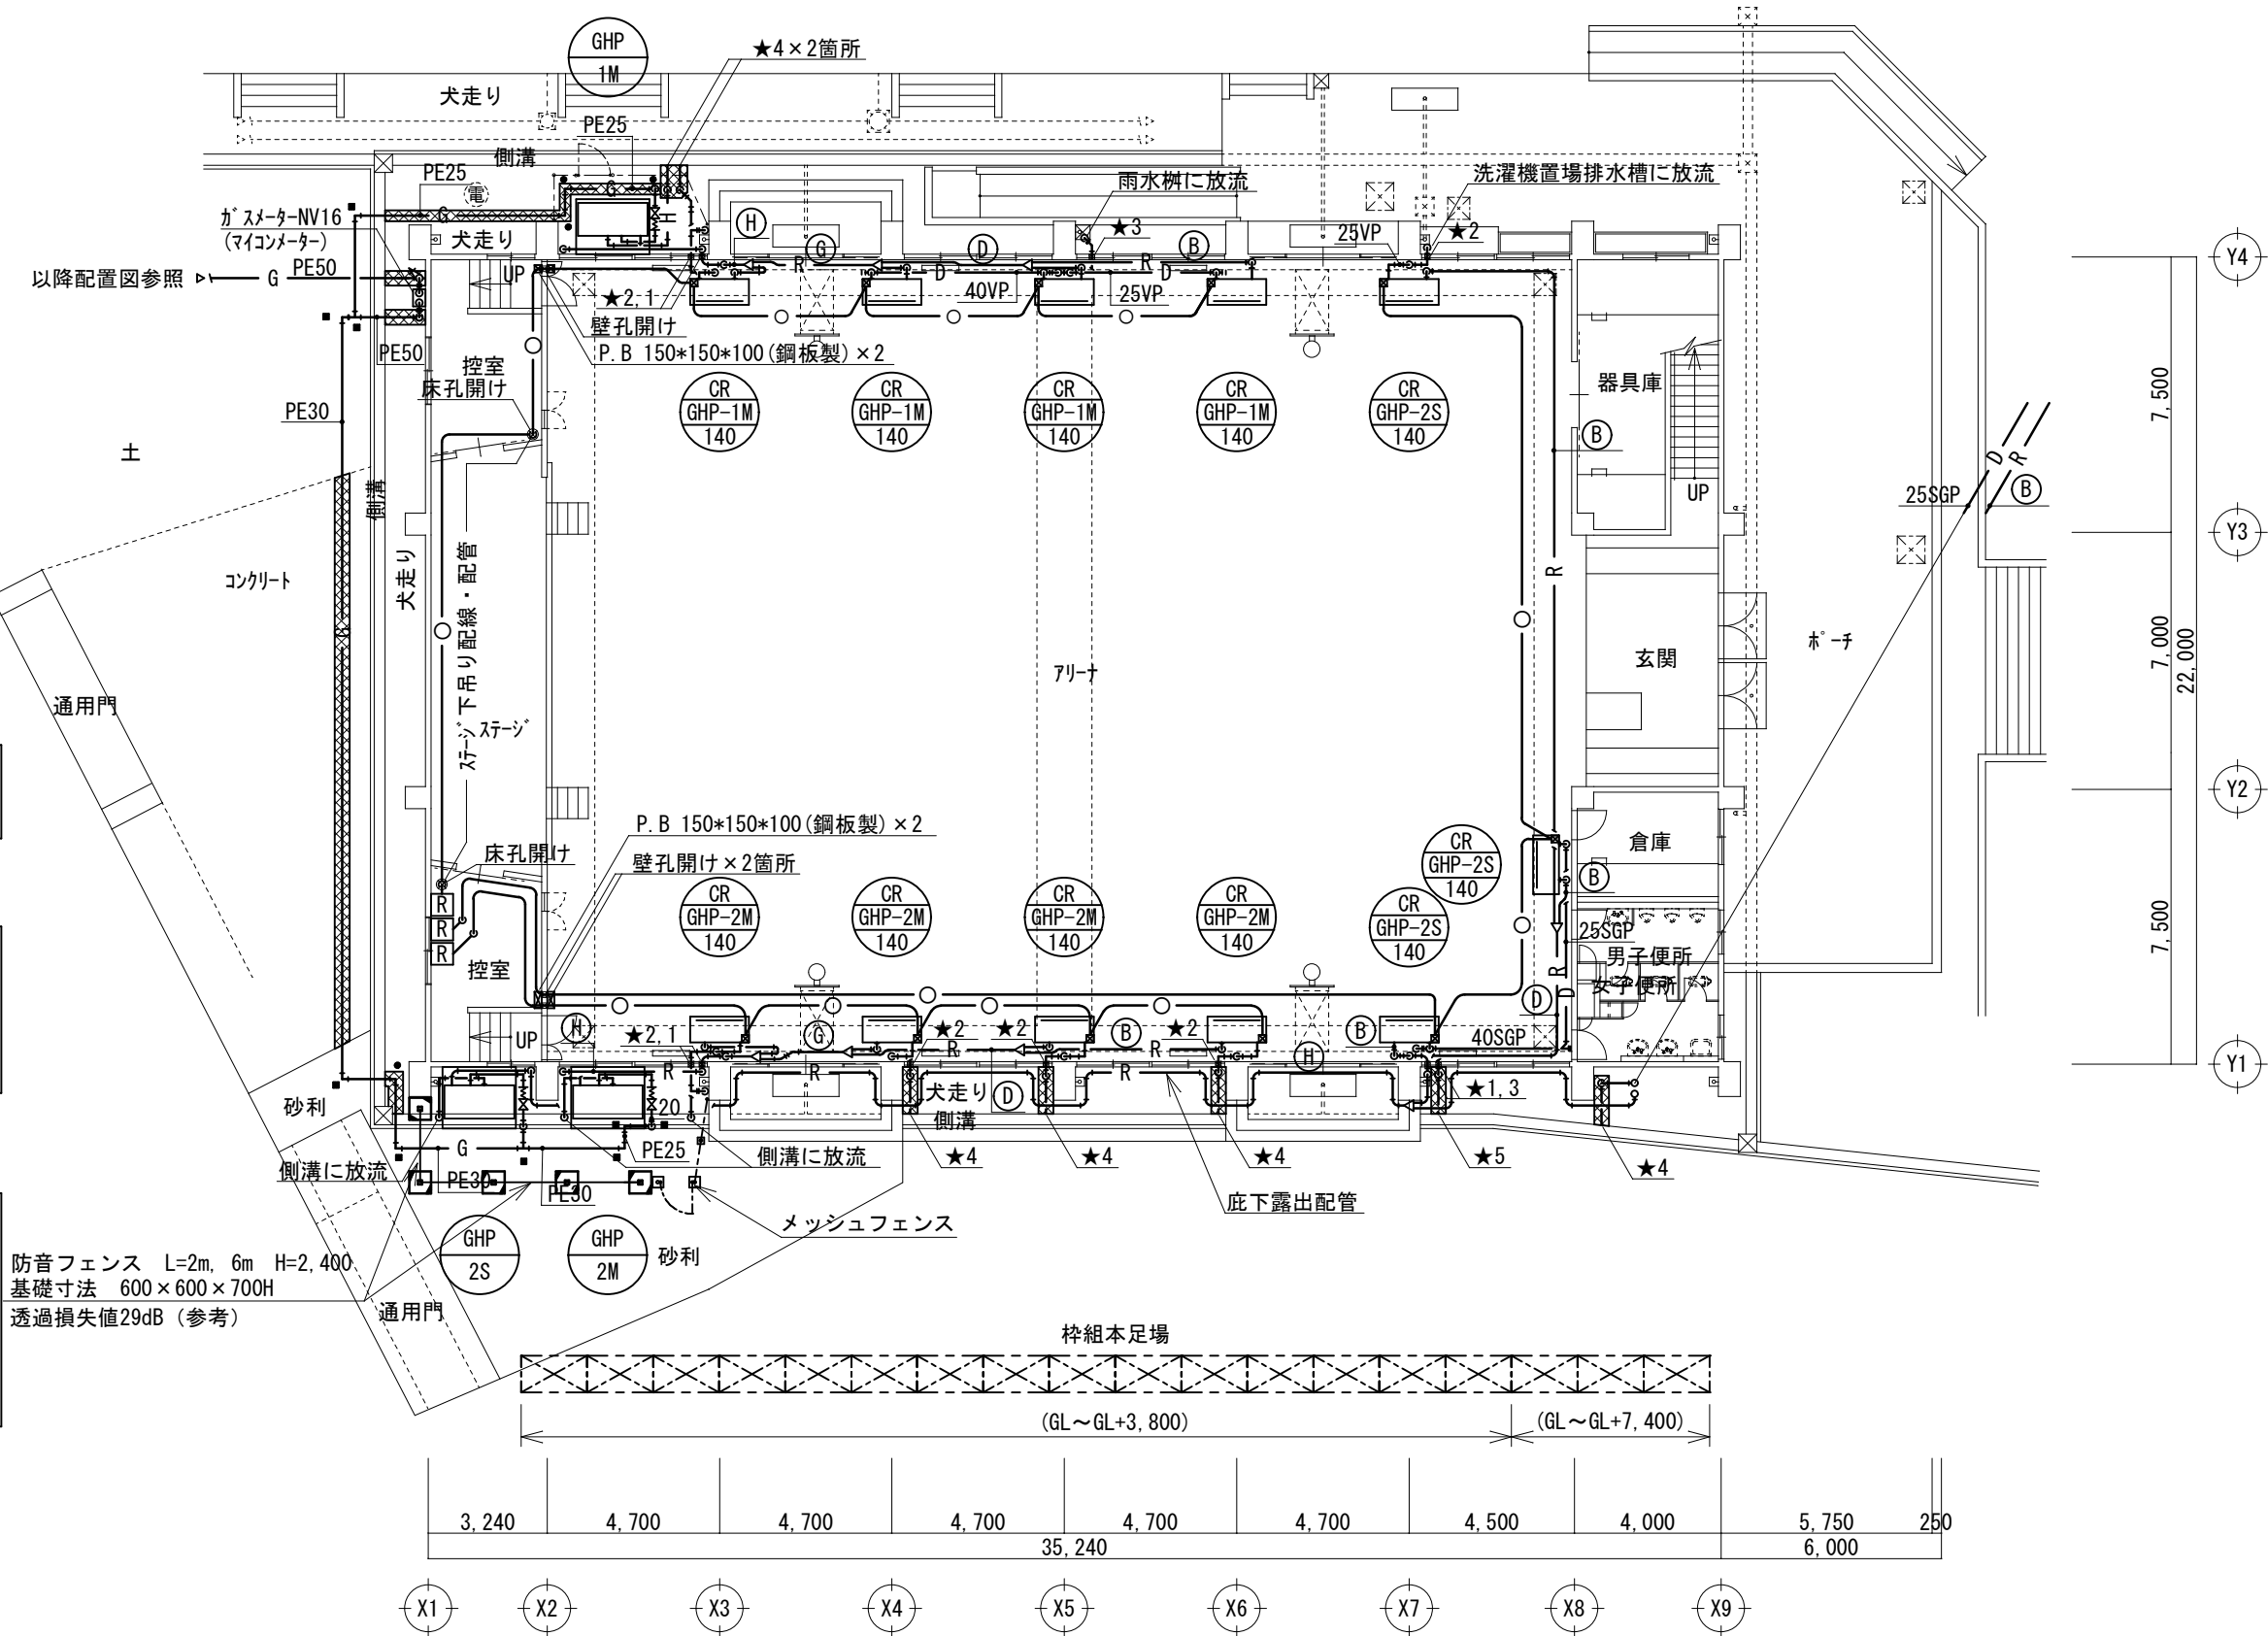 GHP
1M
★4×2箇所
犬走り
PE25
側溝
PE25
電
G
G
H
雨水桝に放流
洗濯機置場排水槽に放流
ｶﾞｽﾒｰﾀｰNV16
(ﾏｲｺﾝﾒｰﾀｰ)
犬走り
H
G
D
★3
B
25VP
★2
Y4
以降配置図参照
G
PE50
UP
R
D
R
D
★2,1
40VP
25VP
壁孔開け
P.B 150*150*100(鋼板製)×2
PE50
控室
床孔開け
PE30
CR
GHP-1M
140
CR
GHP-1M
140
CR
GHP-1M
140
CR
GHP-1M
140
CR
GHP-2S
140
器具庫
B
7,500
土
側溝
UP
D
R
25SGP
B
Y3
コンクリート
犬走り
R
ステージ下吊り配線・配管
ｱﾘｰﾅ
玄関
ﾎﾟｰﾁ
7,000
22,000
通用門
ｽﾃｰｼﾞ
Y2
P.B 150*150*100(鋼板製)×2
床孔開け
壁孔開け×2箇所
CR
GHP-2S
140
倉庫
B
R
R
R
CR
GHP-2M
140
CR
GHP-2M
140
CR
GHP-2M
140
CR
GHP-2M
140
CR
GHP-2S
140
25SGP
7,500
控室
男子便所
女子便所
R
D
D
UP
H
★2,1
G
★2
★2
B
★2
B
40SGP
R
R
H
R
R
R
犬走り
D
側溝
★1,3
Y1
砂利
20
G
PE25
側溝に放流
側溝に放流
★4
★4
★4
★5
★4
PE30
PE30
庇下露出配管
メッシュフェンス
GHP
2S
GHP
2M
砂利
防音フェンス L=2m, 6m H=2,400
基礎寸法 600×600×700H
透過損失値29dB (参考)
通用門
枠組本足場
(GL～GL+3,800)
(GL～GL+7,400)
3,240
4,700
4,700
4,700
4,700
4,700
4,500
4,000
5,750
250
35,240
6,000
X1
X2
X3
X4
X5
X6
X7
X8
X9